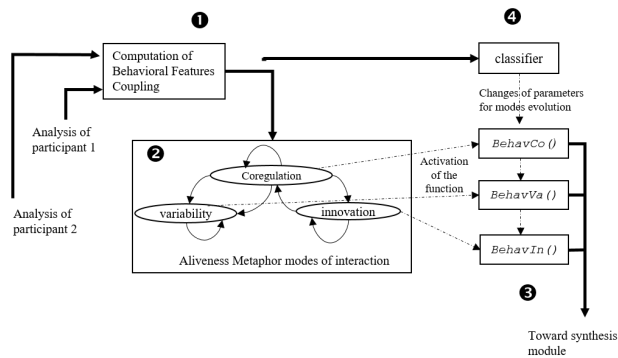 ❶
❹
Computation of
Behavioral Features
Coupling
classifier
Changes of parameters
for modes evolution
Analysis of
participant 1
❷
Coregulation
variability
innovation
Aliveness Metaphor modes of interaction
Activation
of the
function
BehavCo()
BehavVa()
BehavIn()
Analysis of
participant 2
❸
Toward synthesis
module